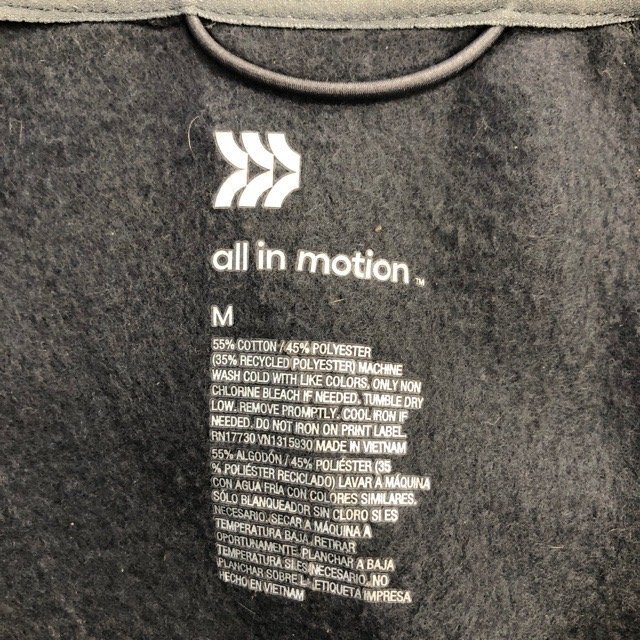 all in motion™
M
55% COTTON / 45% POLYESTER
(35% RECYCLED POLYESTER) MACHINE
WASH COLD WITH LIKE COLORS. ONLY NON
CHLORINE BLEACH IF NEEDED. TUMBLE DRY
LOW. REMOVE PROMPTLY. COOL IRON IF
NEEDED. DO NOT IRON ON PRINT LABEL.
RN17730 VN1315930 MADE IN VIETNAM
55% ALGODÓN / 45% POLIÉSTER (35
% POLIÉSTER RECICLADO) LAVAR A MÁQUINA
CON AGUA FRÍA CON COLORES SIMILARES.
SÓLO BLANQUEADOR SIN CLORO SI ES
NECESARIO. SECAR A MÁQUINA A
TEMPERATURA BAJA. RETIRAR
OPORTUNAMENTE. PLANCHAR A BAJA
TEMPERATURA SI ES NECESARIO. NO
PLANCHAR SOBRE LA ETIQUETA IMPRESA
HECHO EN VIETNAM